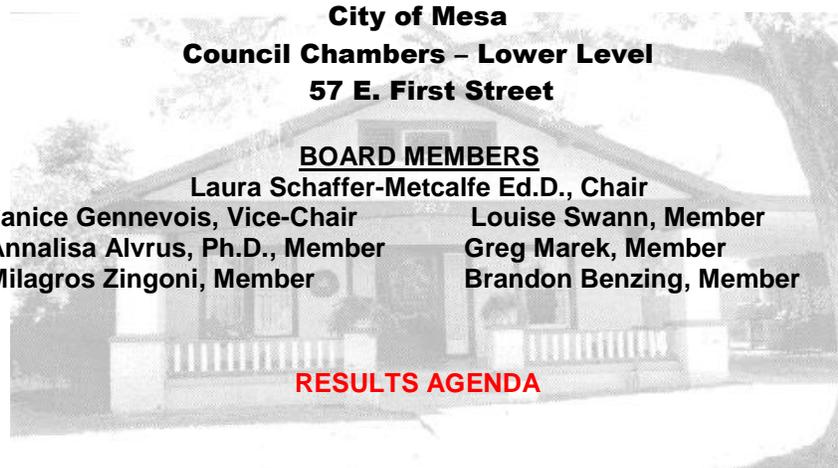 City of Mesa
Council Chambers – Lower Level
57 E. First Street
BOARD MEMBERS
Laura Schaffer-Metcalfe Ed.D., Chair
anice Gennevois, Vice-Chair Louise Swann, Member
Annalisa Alvrus, Ph.D., Member Greg Marek, Member
Milagros Zingoni, Member Brandon Benzing, Member
RESULTS AGENDA